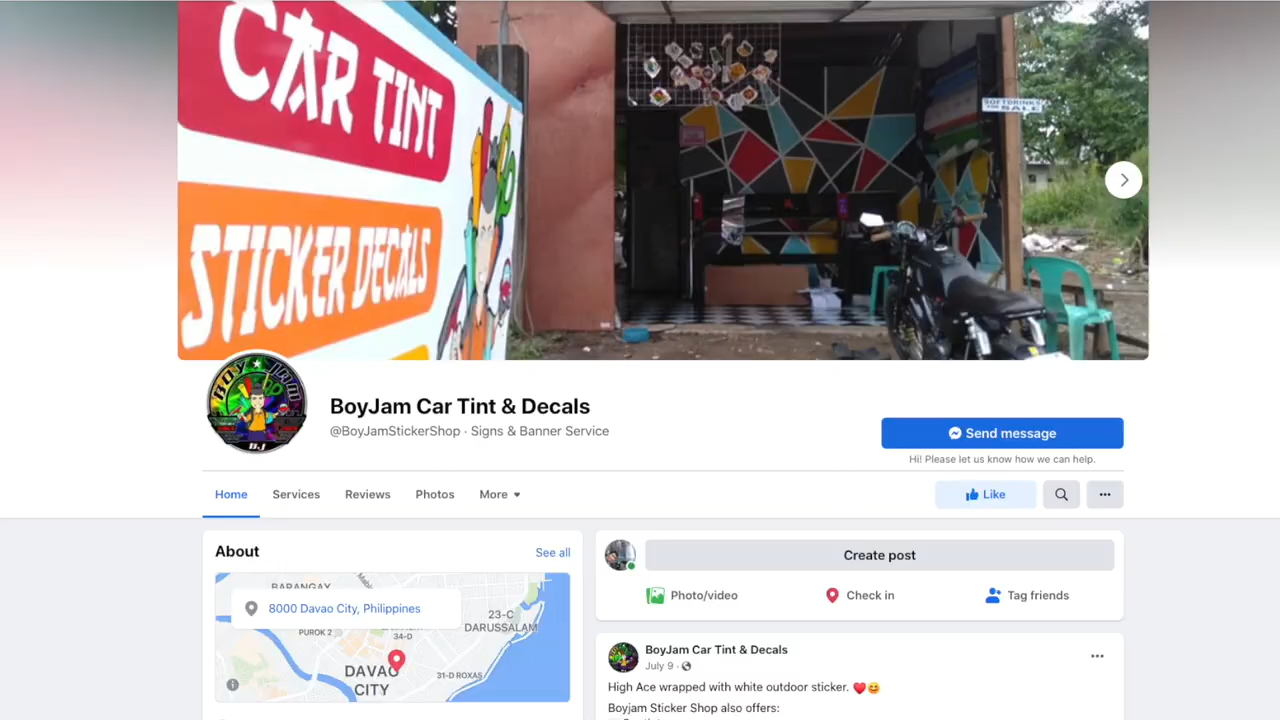 CAR TINT
STICKER DECALS
SOFTDRINKS
SALE
BOY JAM
BJ
BoyJam Car Tint & Decals
@BoyJamStickerShop · Signs & Banner Service
Send message
Hi! Please let us know how we can help.
Home
Services
Reviews
Photos
More
Like
About
See all
Create post
Photo/video
Check in
Tag friends
BARANGAY
8000 Davao City, Philippines
23-C
DARUSSALAM
PUROK 2
34-D
DAVAO
CITY
31-D ROXAS
BoyJam Car Tint & Decals
July 9 ·
High Ace wrapped with white outdoor sticker. ❤️😄
Boyjam Sticker Shop also offers: